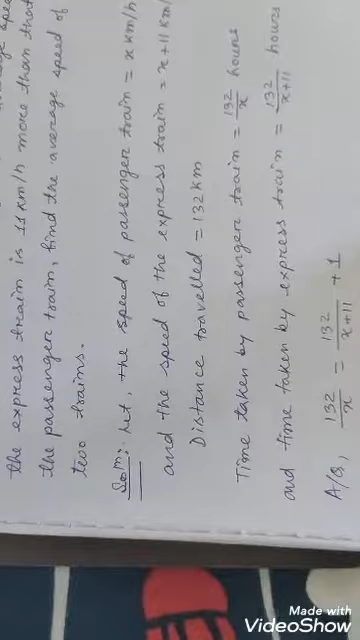 the express train is 11 km/h more than that
the passenger train, find the average speed of
two trains.
Som: Let, the speed of passenger train = x km/h
and the speed of the express train = x+11 km/
Distance travelled = 132 km
Time taken by passenger train = 132/x hours
and time taken by express train = 132/x+11 hours
A/Q, 132/x = 132/x+11 + 1
Made with
VideoShow